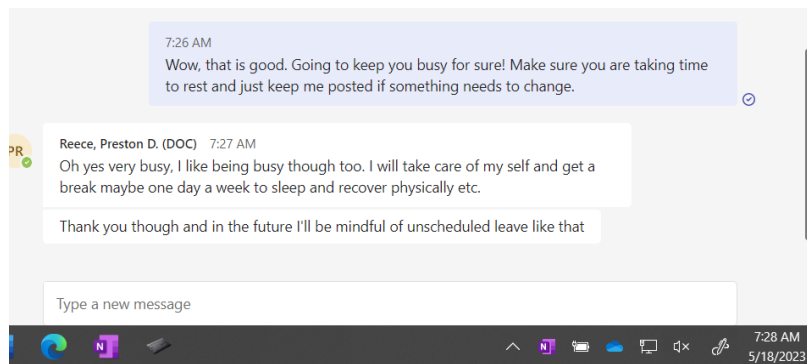 7:26 AM
Wow, that is good. Going to keep you busy for sure! Make sure you are taking time
to rest and just keep me posted if something needs to change.
PR
Reece, Preston D. (DOC) 7:27 AM
Oh yes very busy, I like being busy though too. I will take care of my self and get a
break maybe one day a week to sleep and recover physically etc.
Thank you though and in the future I'll be mindful of unscheduled leave like that
Type a new message
N
N
7:28 AM
5/18/2023